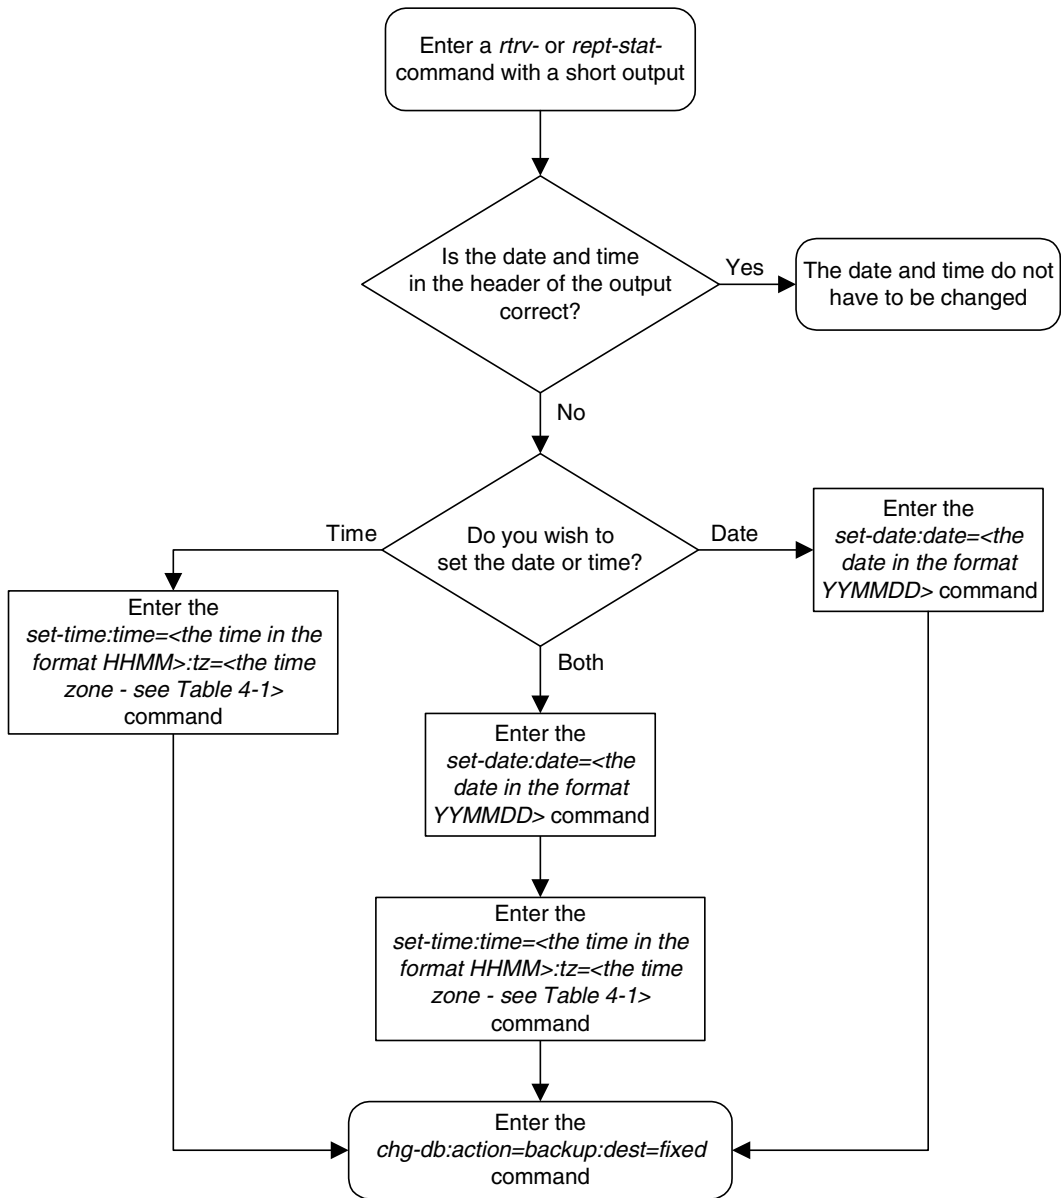 Enter a rtrv- or rept-stat-
command with a short output
Is the date and time
in the header of the output
correct?
Yes
The date and time do not
have to be changed
No
Do you wish to
set the date or time?
Time
Date
Both
Enter the
set-date:date=<the
date in the format
YYMMDD> command
Enter the
set-time:time=<the time in the
format HHMM>:tz=<the time
zone - see Table 4-1>
command
Enter the
set-date:date=<the
date in the format
YYMMDD> command
Enter the
set-time:time=<the time in the
format HHMM>:tz=<the time
zone - see Table 4-1>
command
Enter the
chg-db:action=backup:dest=fixed
command